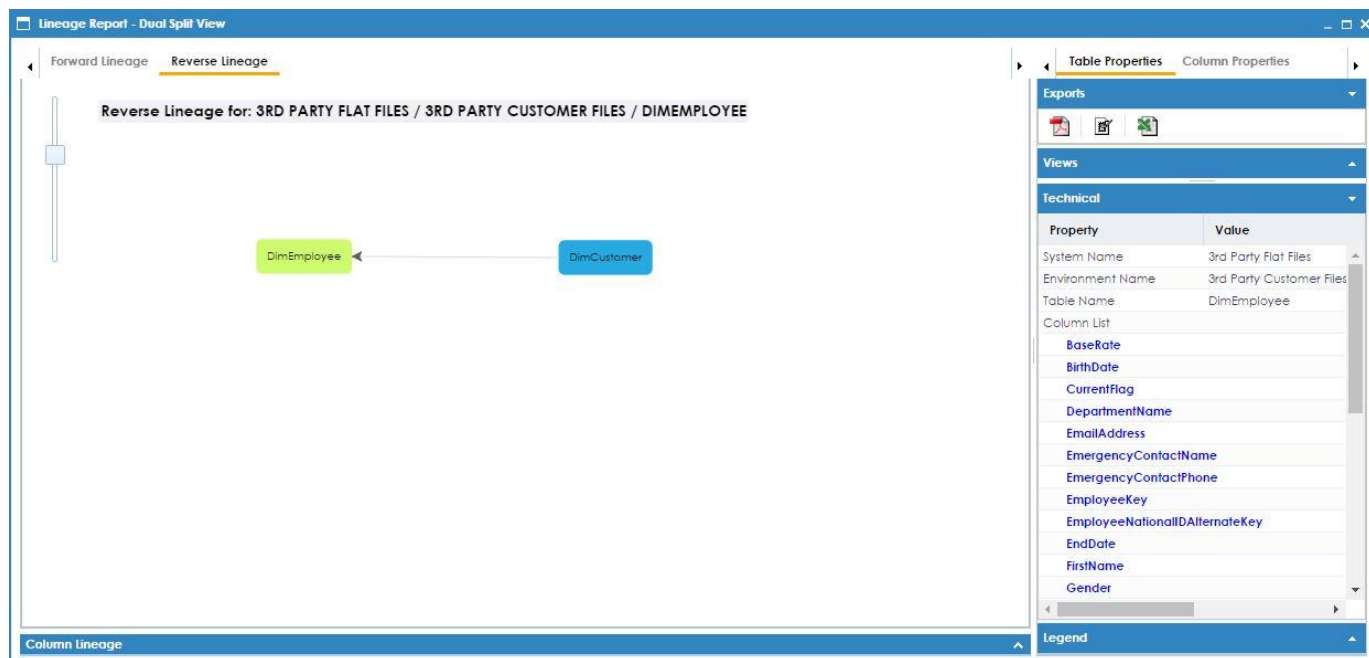 Lineage Report - Dual Split View
Forward Lineage Reverse Lineage
Reverse Lineage for: 3RD PARTY FLAT FILES / 3RD PARTY CUSTOMER FILES / DIMEMPLOYEE
DimEmployee
DimCustomer
Column Lineage
Table Properties Column Properties
Exports
Views
Technical
Property Value
System Name 3rd Party Flat Files
Environment Name 3rd Party Customer Files
Table Name DimEmployee
Column List
BaseRate
BirthDate
CurrentFlag
DepartmentName
EmailAddress
EmergencyContactName
EmergencyContactPhone
EmployeeKey
EmployeeNationalIDAlternateKey
EndDate
FirstName
Gender
Legend